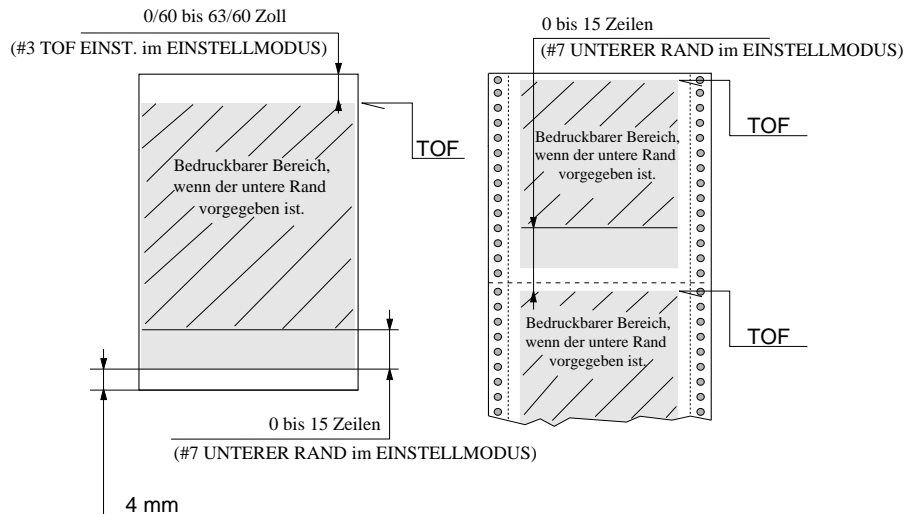 0/60 bis 63/60 Zoll
(#3 TOF EINST. im EINSTELLMODUS)
TOF
Bedruckbarer Bereich,
wenn der untere Rand
vorgegeben ist.
0 bis 15 Zeilen
(#7 UNTERER RAND im EINSTELLMODUS)
4 mm
0 bis 15 Zeilen
(#7 UNTERER RAND im EINSTELLMODUS)
TOF
Bedruckbarer Bereich,
wenn der untere Rand
vorgegeben ist.
TOF
Bedruckbarer Bereich,
wenn der untere Rand
vorgegeben ist.